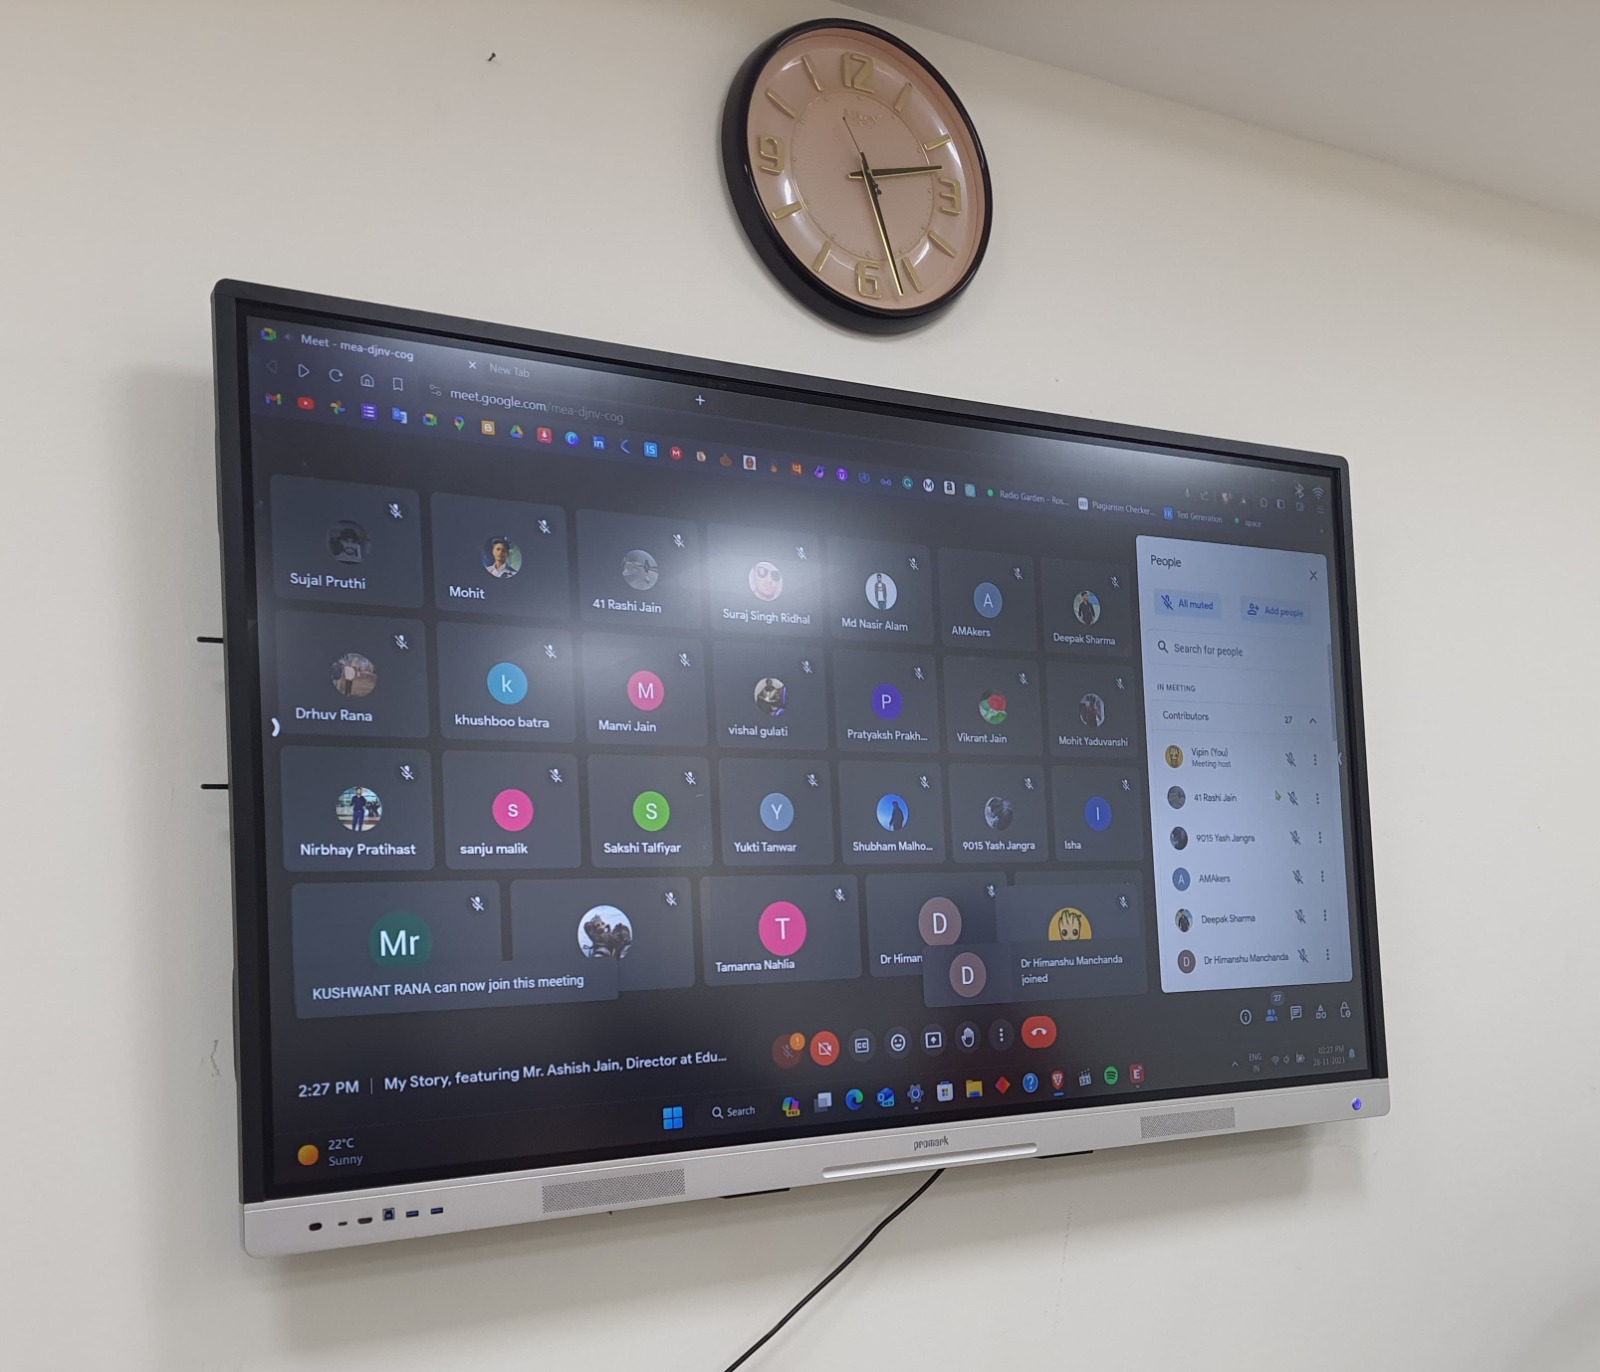 12
3
6
9
Meet - mea-djnv-cog
New Tab
meet.google.com/mea-djnv-cog
Radio Garden – Ros...
Plagiarism Checker...
Text Generation
space
Sujal Pruthi
Mohit
41 Rashi Jain
Suraj Singh Ridhal
Md Nasir Alam
A
AMAkers
Deepak Sharma
Drhuv Rana
k
khushboo batra
M
Manvi Jain
vishal gulati
P
Pratyaksh Prakh...
Vikrant Jain
Mohit Yaduvanshi
Nirbhay Pratihast
s
sanju malik
S
Sakshi Talfiyar
Y
Yukti Tanwar
Shubham Malho...
9015 Yash Jangra
I
Isha
Mr
KUSHWANT RANA can now join this meeting
T
Tamanna Nahlia
D
Dr Himan
D
Dr Himanshu Manchanda
joined
People
All muted
Add people
Search for people
IN MEETING
Contributors 27
Vipin (You)
Meeting host
41 Rashi Jain
9015 Yash Jangra
A AMAkers
Deepak Sharma
D Dr Himanshu Manchanda
27
2:27 PM | My Story, featuring Mr. Ashish Jain, Director at Edu...
22°C
Sunny
Search
ENG
IN
02:27 PM
promark